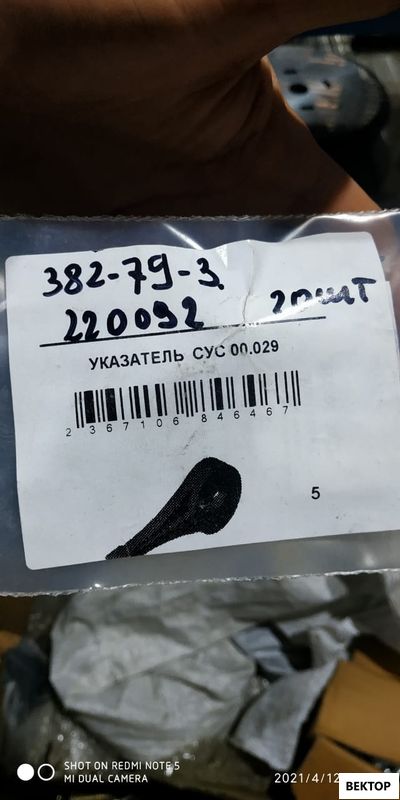 382-79-3.
220092 20шт
УКАЗАТЕЛЬ СУС 00.029
2 367106 846467
5
SHOT ON REDMI NOTE 5
MI DUAL CAMERA
2021/4/12
ВЕКТОР